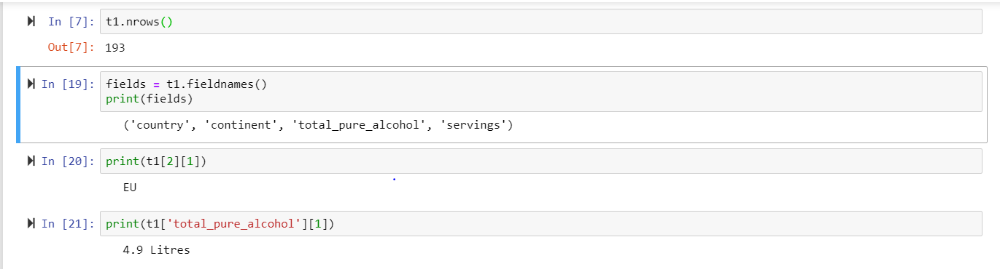 In [7]: t1.nrows()
Out[7]: 193
In [19]: fields = t1.fieldnames()
print(fields)
('country', 'continent', 'total_pure_alcohol', 'servings')
In [20]: print(t1[2][1])
EU
In [21]: print(t1['total_pure_alcohol'][1])
4.9 Litres